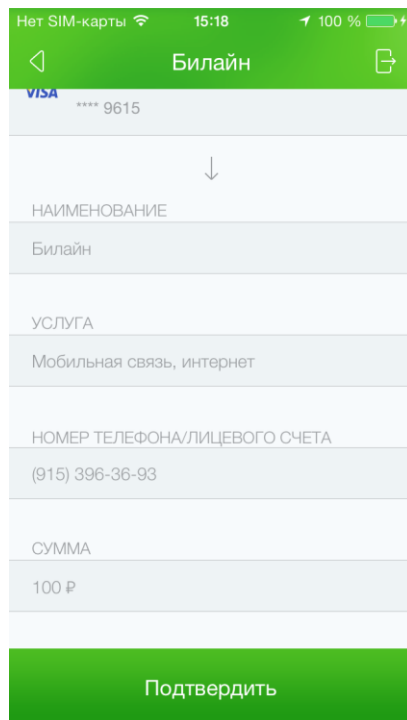 Нет SIM-карты 15:18 100 %
Билайн
VISA **** 9615
НАИМЕНОВАНИЕ
Билайн
УСЛУГА
Мобильная связь, интернет
НОМЕР ТЕЛЕФОНА/ЛИЦЕВОГО СЧЕТА
(915) 396-36-93
СУММА
100 ₽
Подтвердить